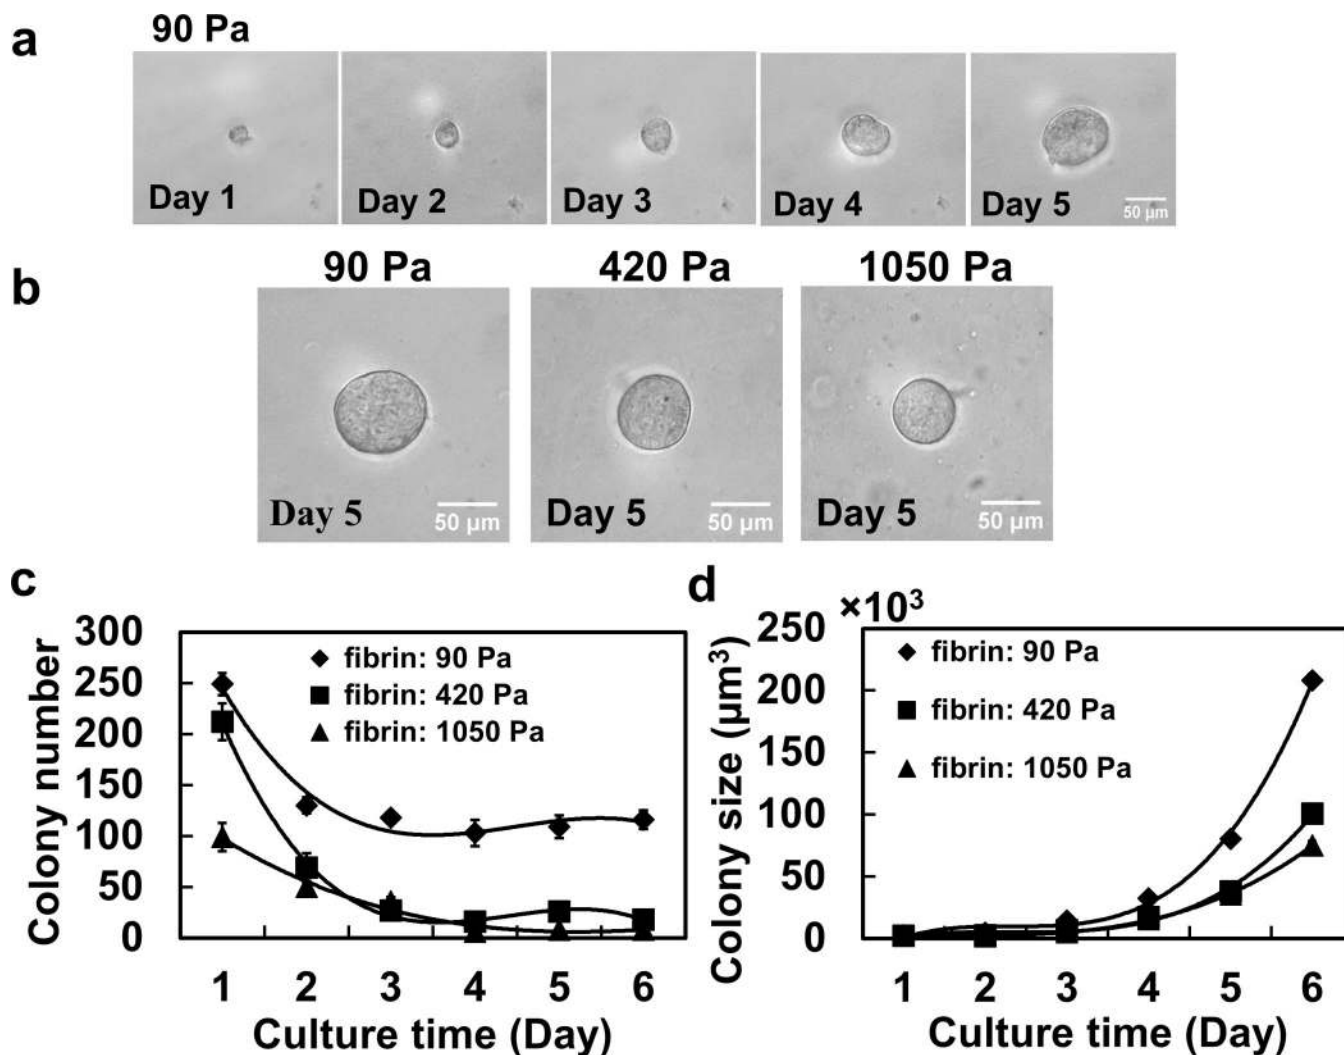 a
90 Pa
Day 1
Day 2
Day 3
Day 4
Day 5
50 µm
b
90 Pa
420 Pa
1050 Pa
Day 5
50 µm
Day 5
50 µm
Day 5
50 µm
c
Colony number
300
250
200
150
100
50
0
fibrin: 90 Pa
fibrin: 420 Pa
fibrin: 1050 Pa
1 2 3 4 5 6
Culture time (Day)
d
×10³
Colony size (µm³)
250
200
150
100
50
0
fibrin: 90 Pa
fibrin: 420 Pa
fibrin: 1050 Pa
1 2 3 4 5 6
Culture time (Day)